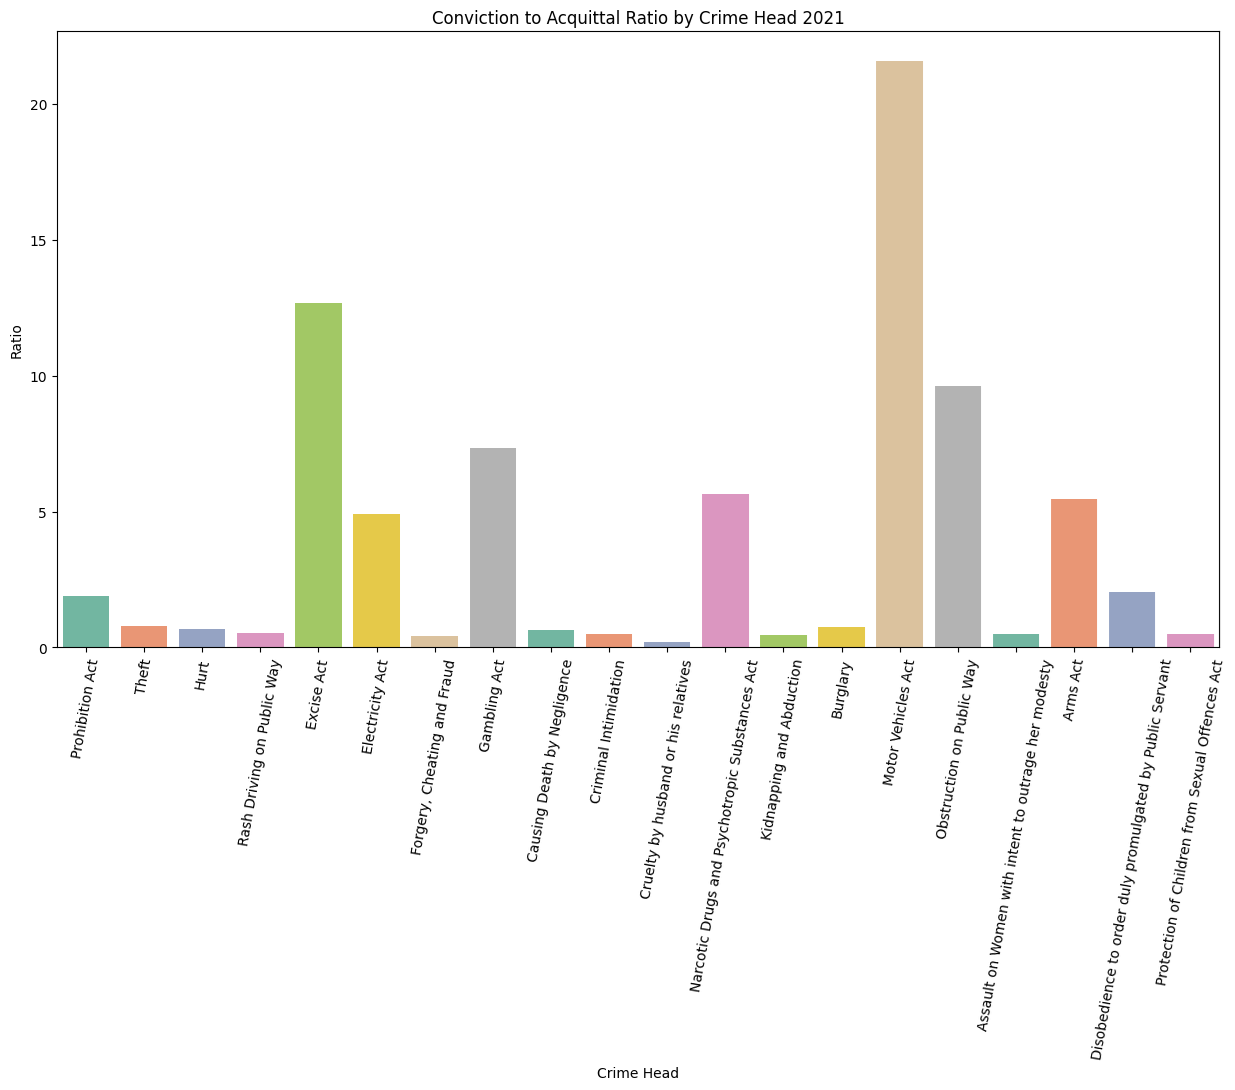 Conviction to Acquittal Ratio by Crime Head 2021
Ratio
20
15
10
5
0
Prohibition Act
Theft
Hurt
Rash Driving on Public Way
Excise Act
Electricity Act
Forgery, Cheating and Fraud
Gambling Act
Causing Death by Negligence
Criminal Intimidation
Cruelty by husband or his relatives
Narcotic Drugs and Psychotropic Substances Act
Kidnapping and Abduction
Burglary
Motor Vehicles Act
Obstruction on Public Way
Assault on Women with intent to outrage her modesty
Arms Act
Disobedience to order duly promulgated by Public Servant
Protection of Children from Sexual Offences Act
Crime Head